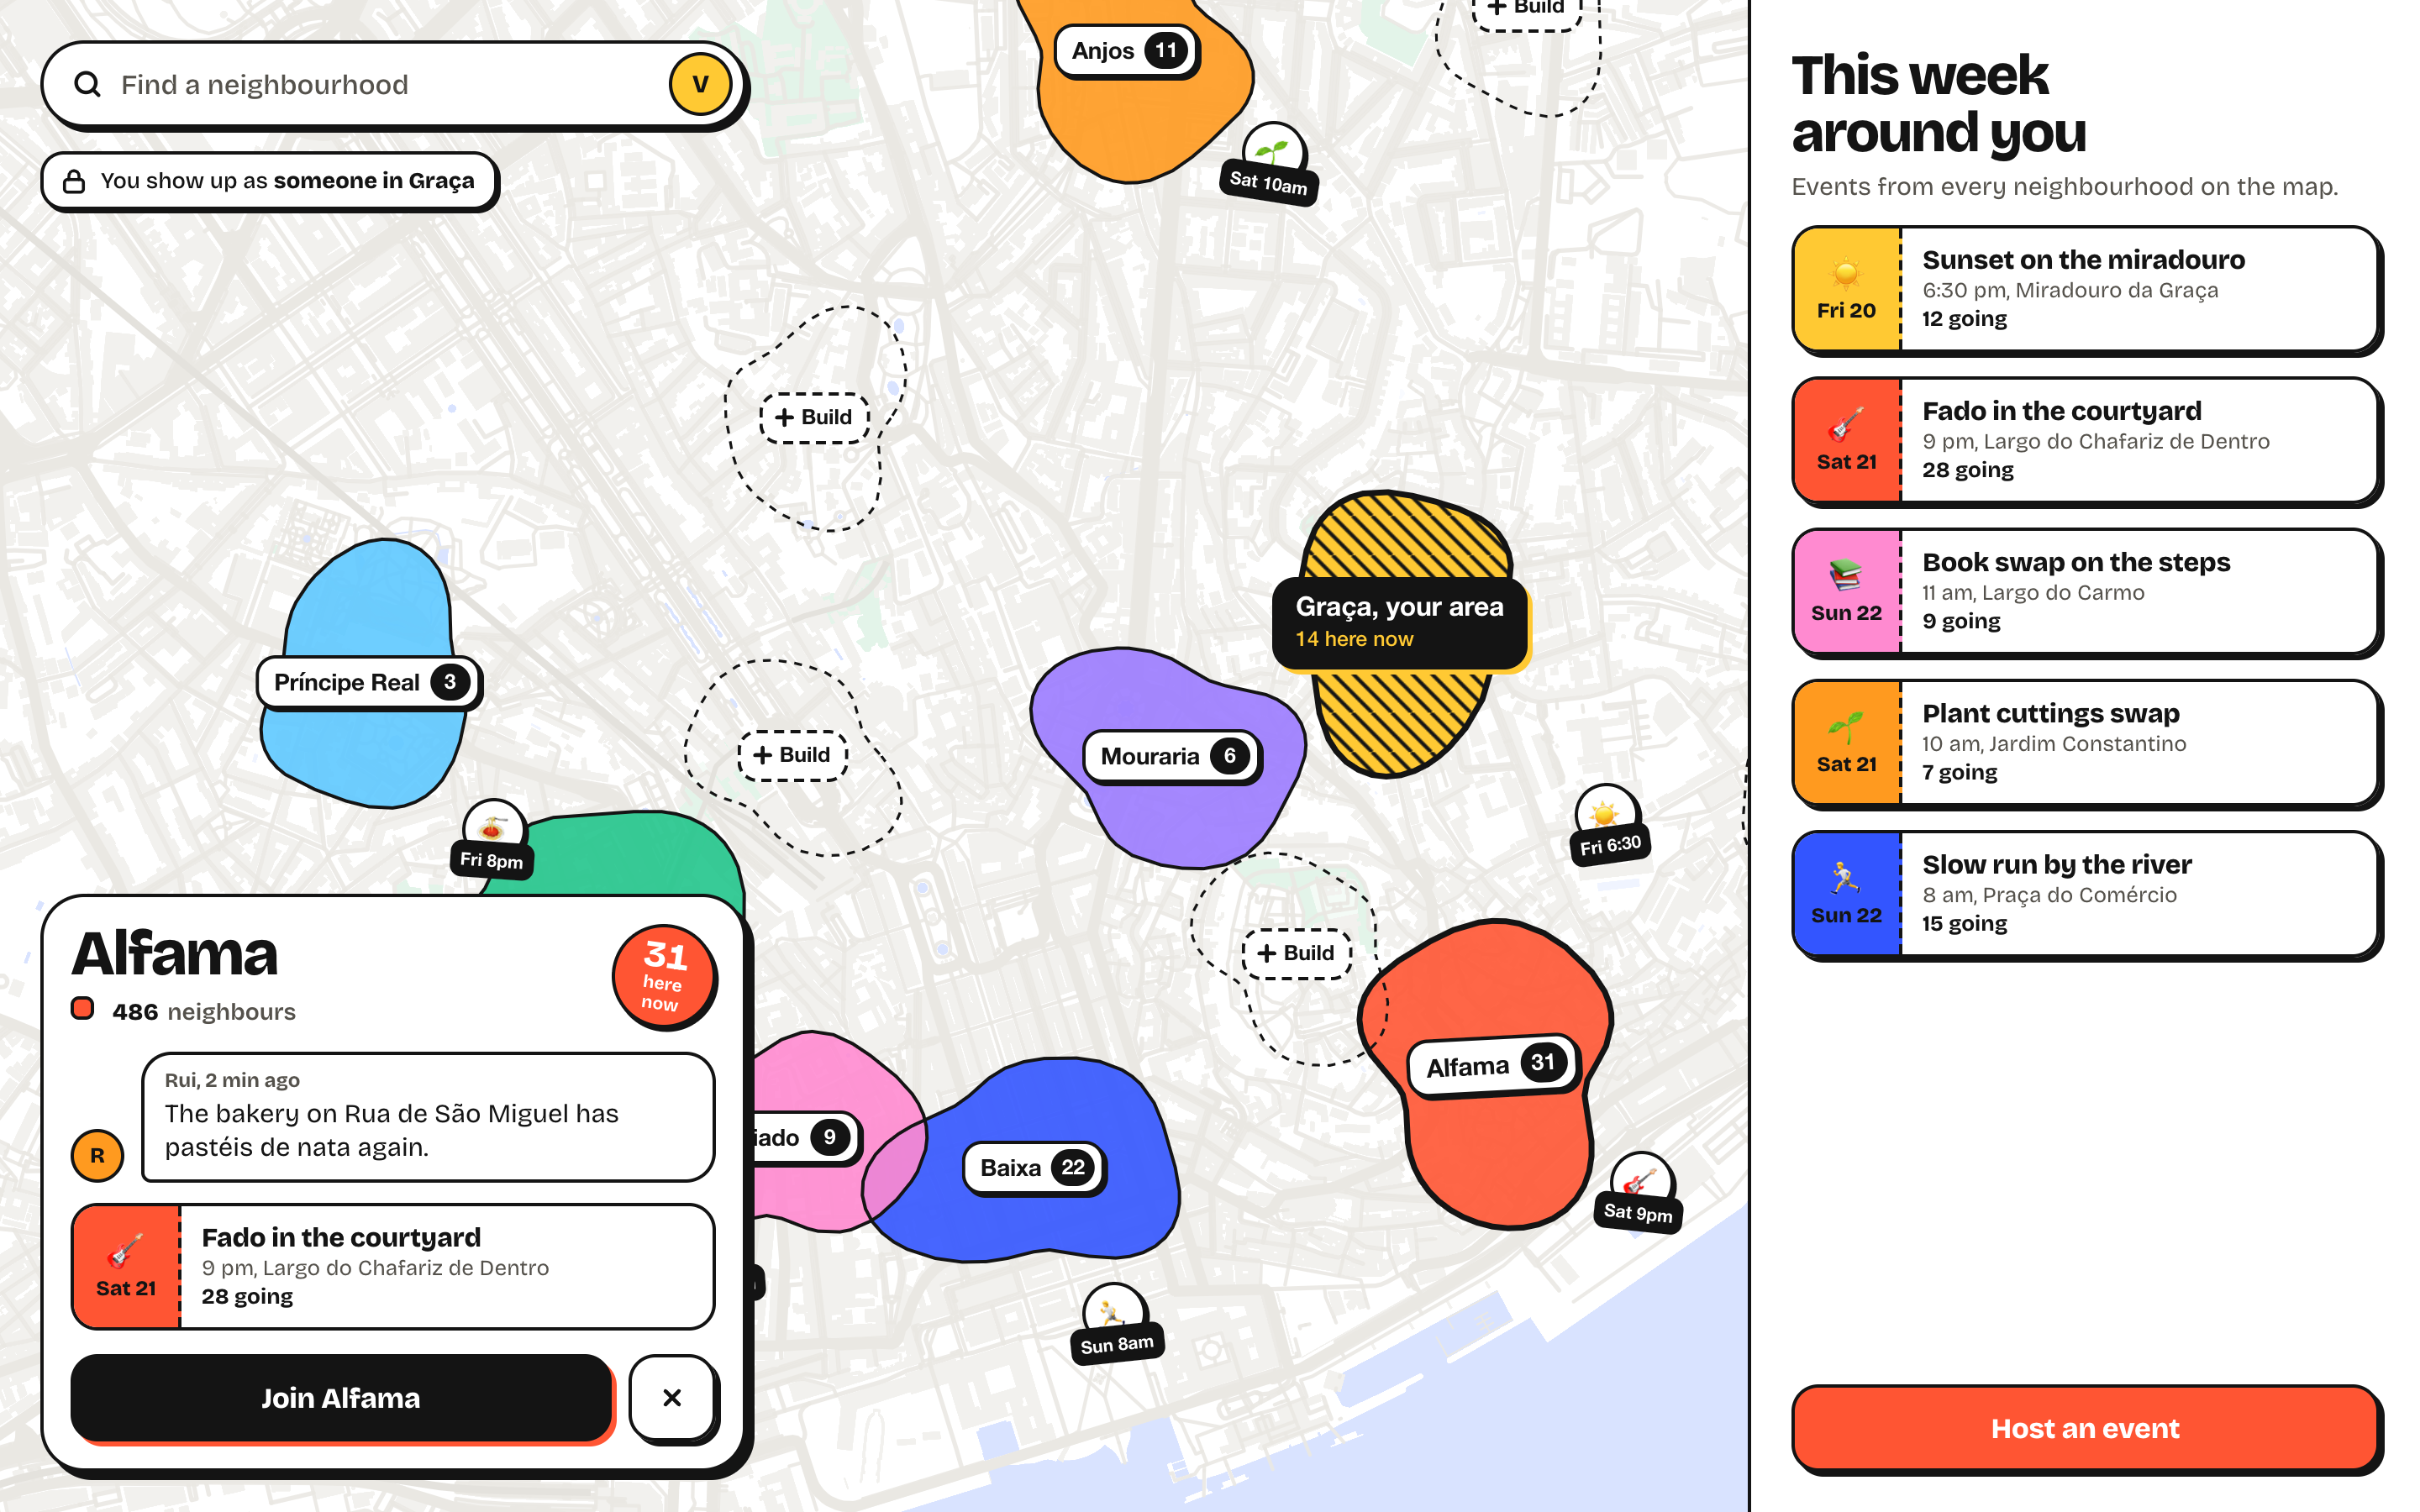 Find a neighbourhood
V
You show up as someone in Graça
Anjos 11
+ Build
Sat 10am
+ Build
Graça, your area
14 here now
Príncipe Real 3
+ Build
Mouraria 6
Fri 8pm
Fri 6:30
+ Build
Alfama 31
iado 9
Baixa 22
Sat 9pm
Sun 8am
Alfama
31
here
now
486 neighbours
Rui, 2 min ago
The bakery on Rua de São Miguel has
pastéis de nata again.
R
Sat 21
Fado in the courtyard
9 pm, Largo do Chafariz de Dentro
28 going
Join Alfama
×
This week
around you
Events from every neighbourhood on the map.
Fri 20
Sunset on the miradouro
6:30 pm, Miradouro da Graça
12 going
Sat 21
Fado in the courtyard
9 pm, Largo do Chafariz de Dentro
28 going
Sun 22
Book swap on the steps
11 am, Largo do Carmo
9 going
Sat 21
Plant cuttings swap
10 am, Jardim Constantino
7 going
Sun 22
Slow run by the river
8 am, Praça do Comércio
15 going
Host an event